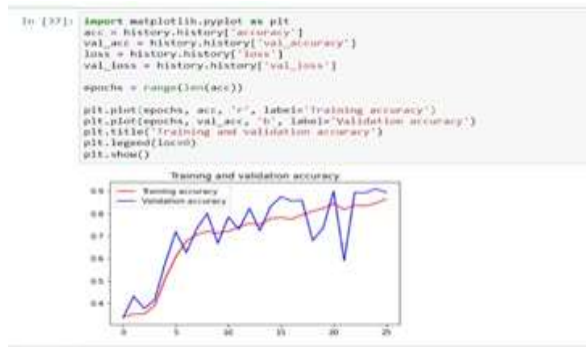 In [37]: import matplotlib.pyplot as plt
acc = history.history['accuracy']
val_acc = history.history['val_accuracy']
loss = history.history['loss']
val_loss = history.history['val_loss']
epochs = range(len(acc))
plt.plot(epochs, acc, 'r', label='Training accuracy')
plt.plot(epochs, val_acc, 'b', label='Validation accuracy')
plt.title('Training and validation accuracy')
plt.legend(loc=0)
plt.show()
Training and validation accuracy
Training accuracy
Validation accuracy
0.9
0.8
0.7
0.6
0.5
0.4
0 5 10 15 20 25